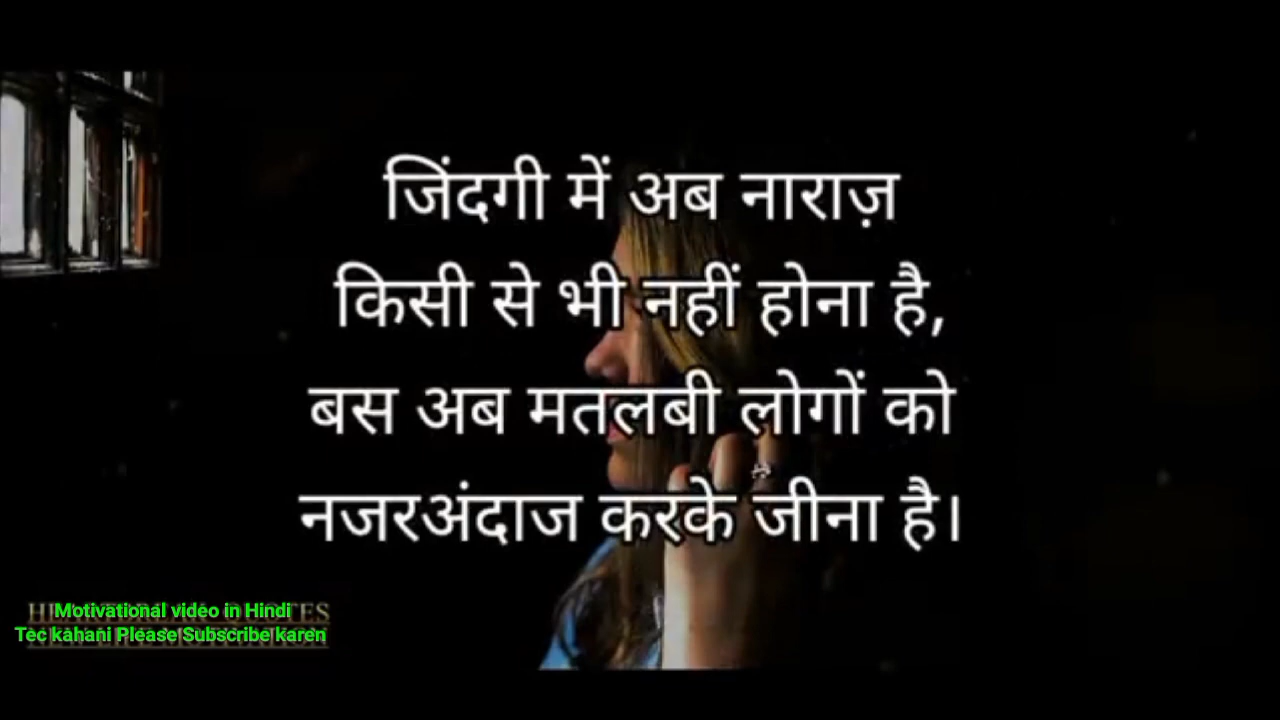 जिंदगी में अब नाराज़
किसी से भी नहीं होना है,
बस अब मतलबी लोगों को
नजरअंदाज करके जीना है।
Motivational video in Hindi
Tec kahani Please Subscribe karen